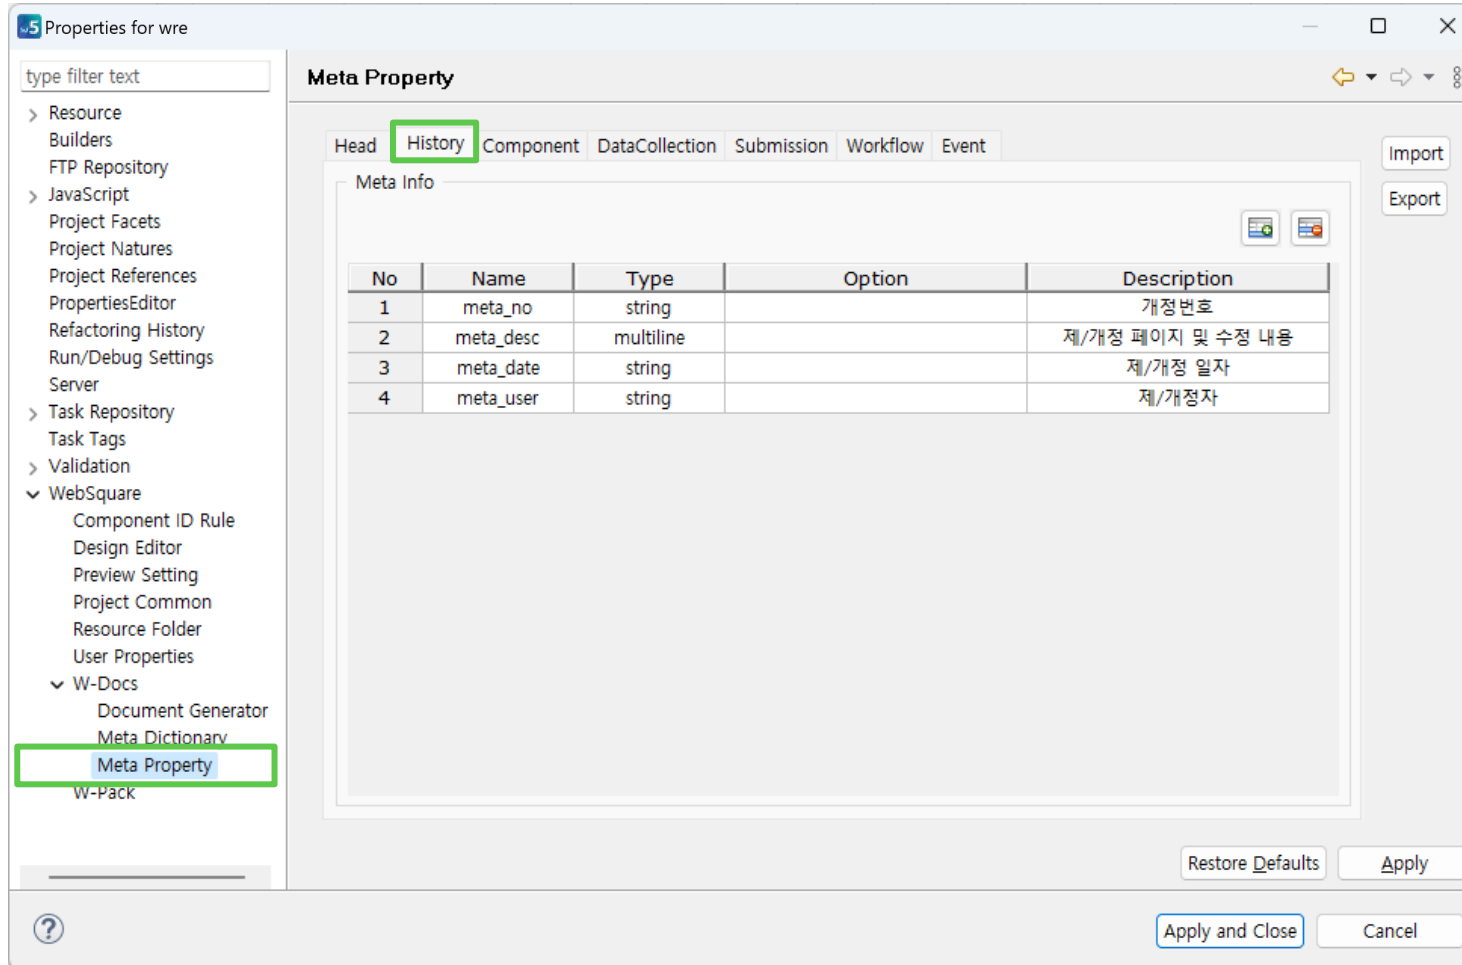 Properties for wre
type filter text
Resource
Builders
FTP Repository
JavaScript
Project Facets
Project Natures
Project References
PropertiesEditor
Refactoring History
Run/Debug Settings
Server
Task Repository
Task Tags
Validation
WebSquare
Component ID Rule
Design Editor
Preview Setting
Project Common
Resource Folder
User Properties
W-Docs
Document Generator
Meta Dictionary
Meta Property
W-Pack
Meta Property
Head History Component DataCollection Submission Workflow Event
Import
Export
Meta Info
No Name Type Option Description
1 meta_no string 개정번호
2 meta_desc multiline 제/개정 페이지 및 수정 내용
3 meta_date string 제/개정 일자
4 meta_user string 제/개정자
Restore Defaults Apply
Apply and Close Cancel